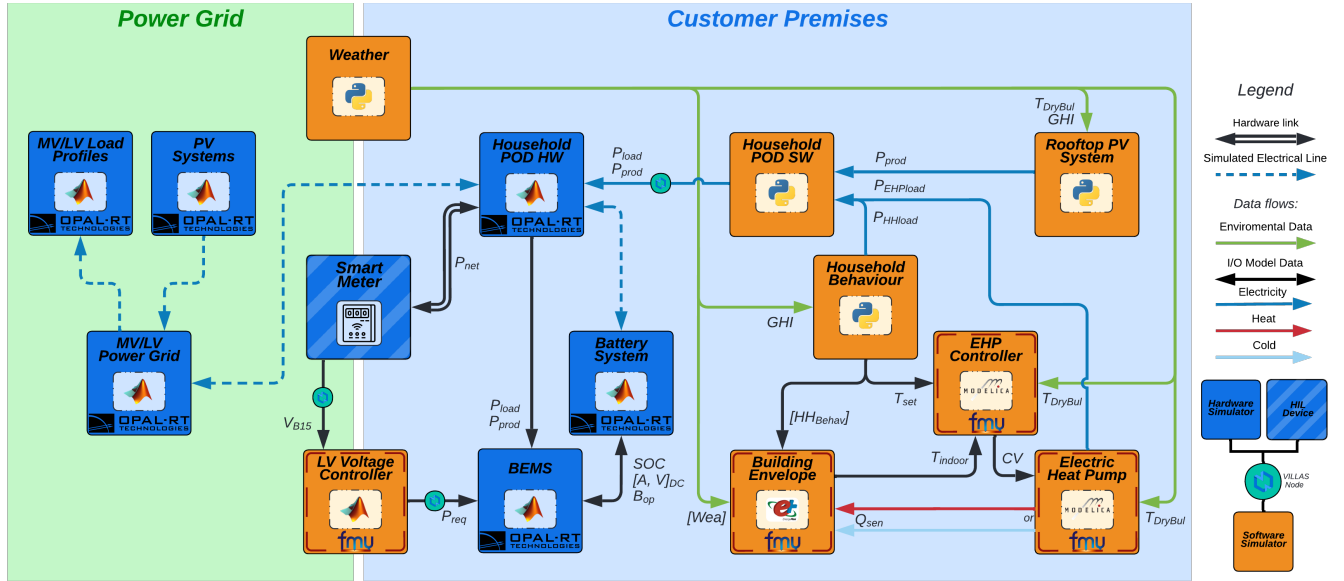 Power Grid
Customer Premises
Weather
MV/LV Load
Profiles
OPAL-RT
TECHNOLOGIES
PV
Systems
OPAL-RT
TECHNOLOGIES
Household
POD HW
OPAL-RT
TECHNOLOGIES
P_load
P_prod
Household
POD SW
P_prod
P_EHPload
P_HHload
T_DryBul
GHI
Rooftop PV
System
Smart
Meter
P_net
Household
Behaviour
GHI
MV/LV
Power Grid
OPAL-RT
TECHNOLOGIES
Battery
System
OPAL-RT
TECHNOLOGIES
EHP
Controller
MODELICA
fmu
T_DryBul
T_set
[HH_Behav]
P_load
P_prod
V_B15
LV Voltage
Controller
fmu
P_req
BEMS
OPAL-RT
TECHNOLOGIES
SOC
[A, V]_DC
B_op
T_indoor
CV
Building
Envelope
fmu
[Wea]
Q_sen
or
Electric
Heat Pump
MODELICA
fmu
T_DryBul
Legend
Hardware link
Simulated Electrical Line
Data flows:
Enviromental Data
I/O Model Data
Electricity
Heat
Cold
Hardware
Simulator
HIL
Device
VILLAS
Node
Software
Simulator